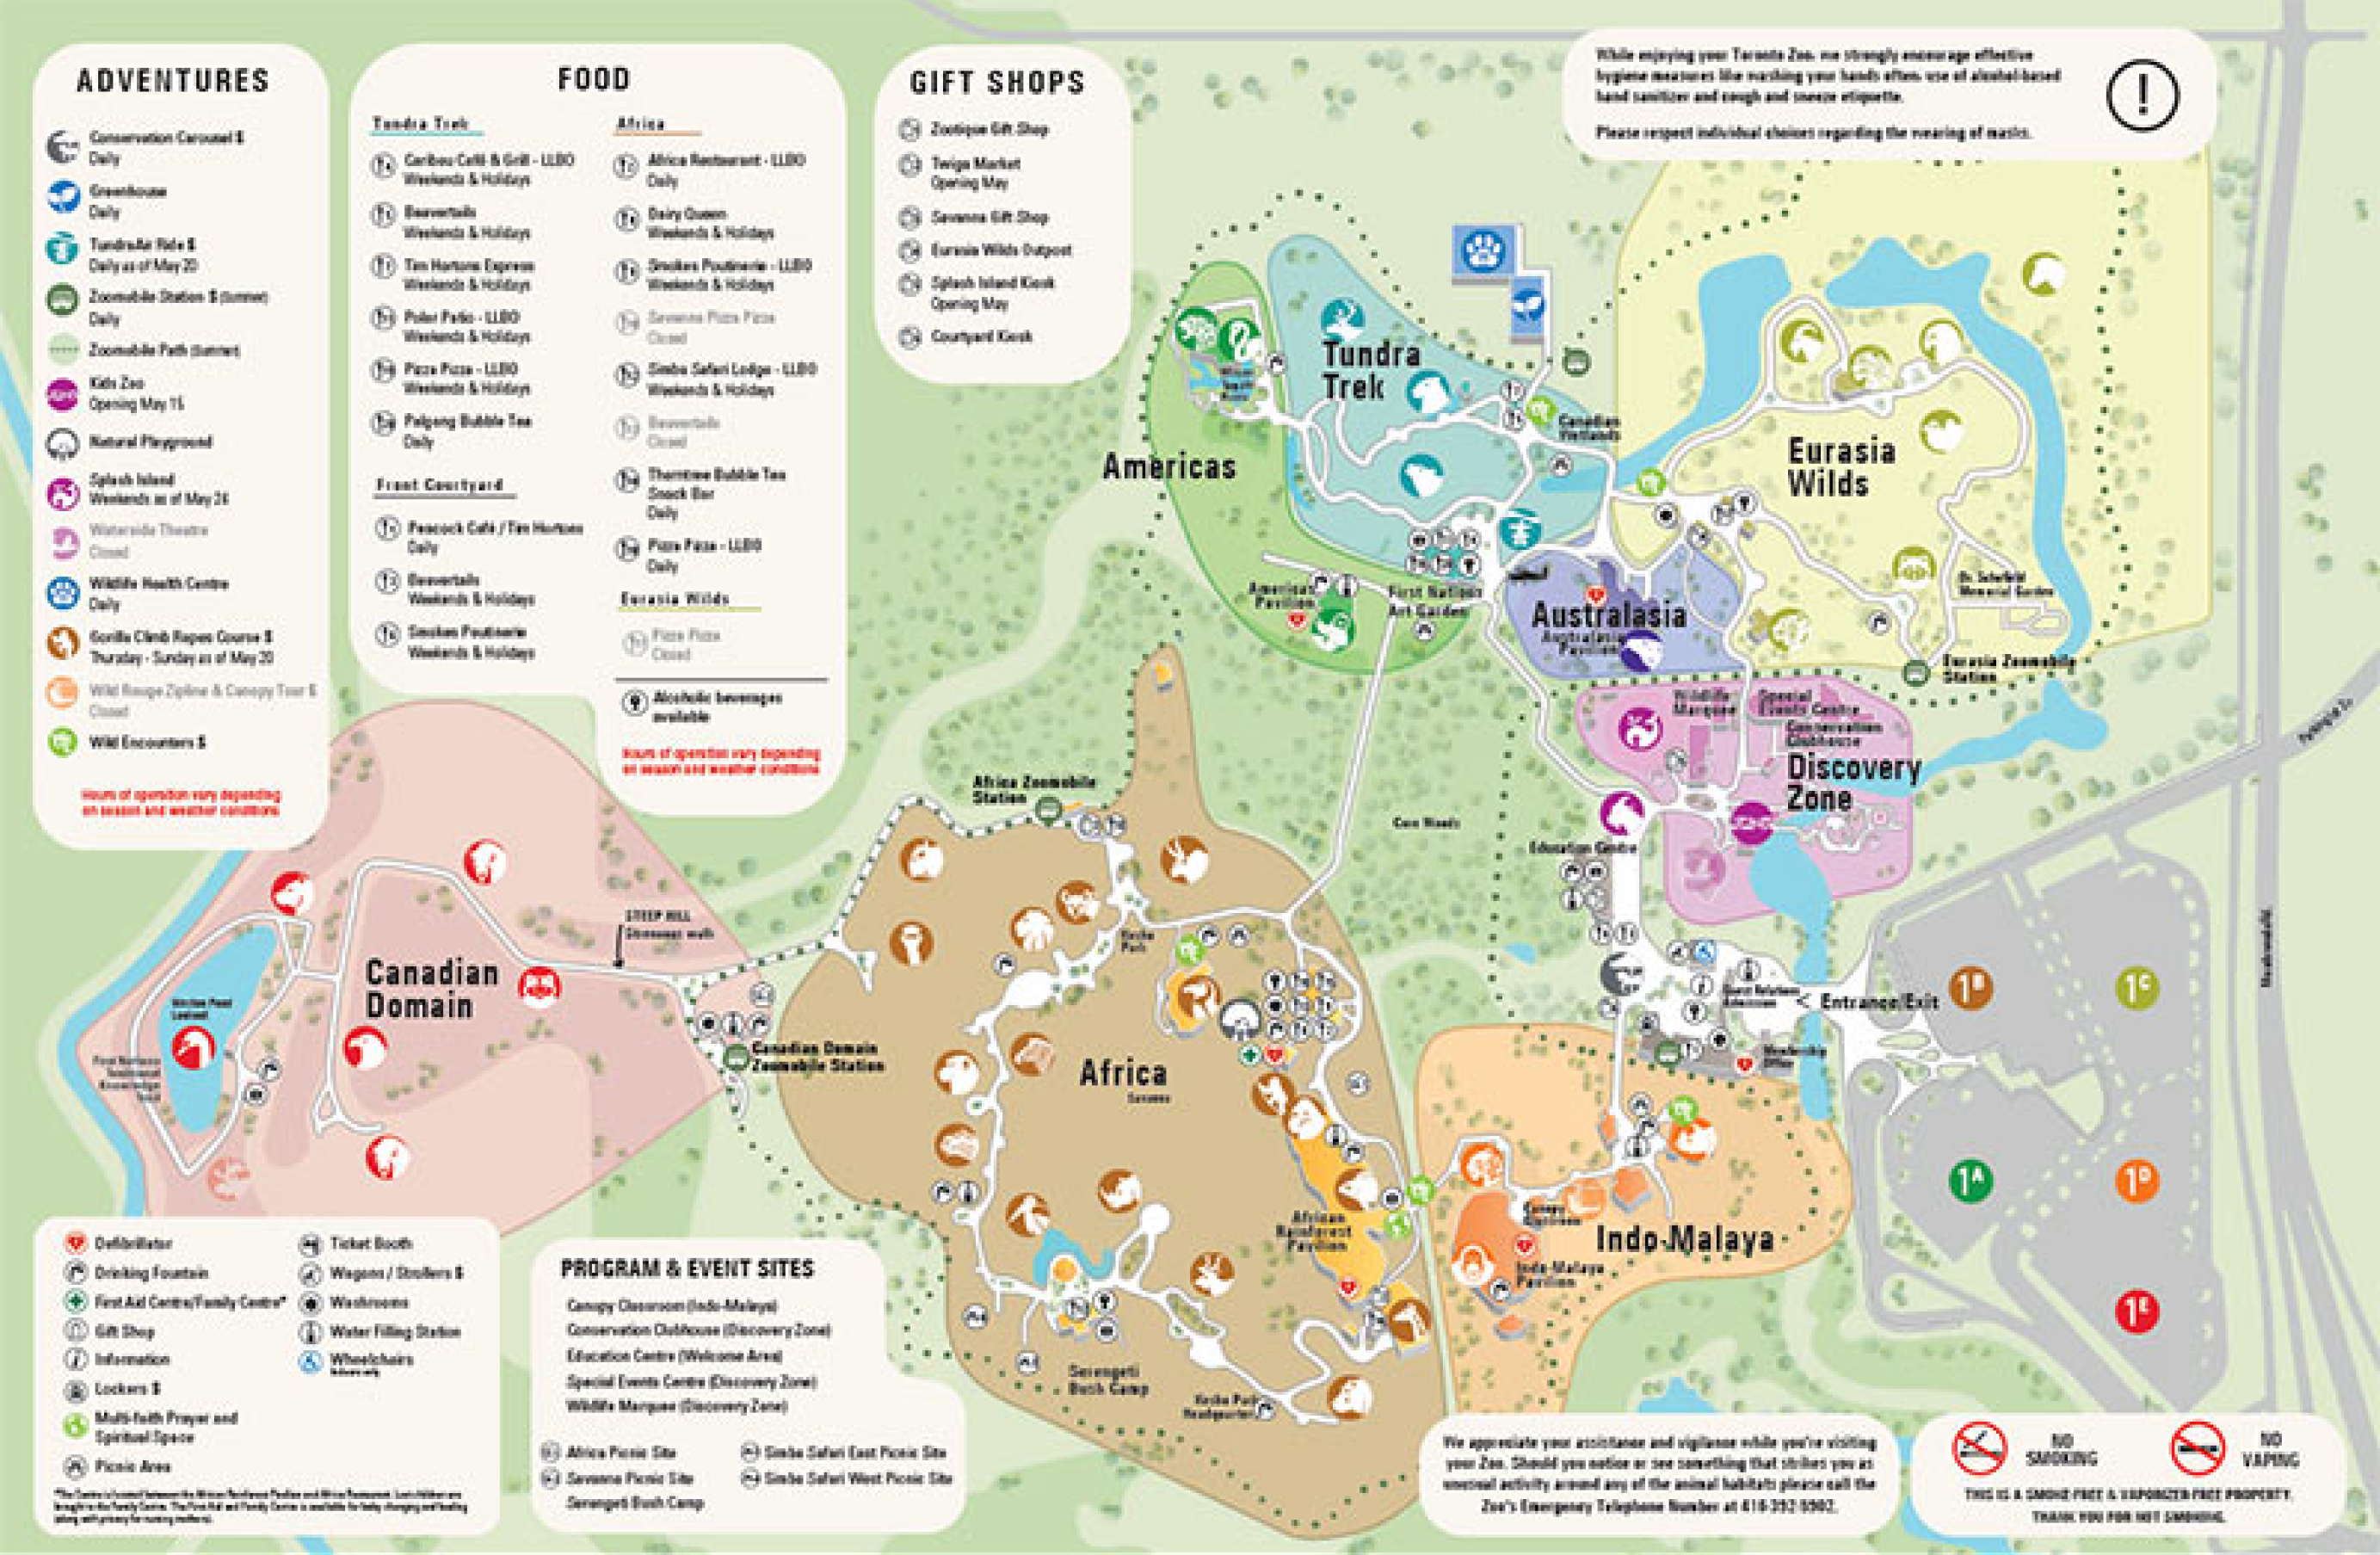 ADVENTURES
Conservation Carousel $
Daily
Greenhouse
Daily
TundraAir Ride $
Daily as of May 20
Zoomobile Station $ (summer)
Daily
Zoomobile Path (summer)
Kids Zoo
Opening May 15
Natural Playground
Splash Island
Weekends as of May 24
Waterside Theatre
Closed
Wildlife Health Centre
Daily
Gorilla Climb Ropes Course $
Thursday - Sunday as of May 20
Wild Rouge Zipline & Canopy Tour $
Closed
Wild Encounters $
Hours of operation vary depending
on season and weather conditions
FOOD
Tundra Trek
Caribou Café & Grill - LLBO
Weekends & Holidays
Beavertails
Weekends & Holidays
Tim Hortons Express
Weekends & Holidays
Polar Patio - LLBO
Weekends & Holidays
Pizza Pizza - LLBO
Weekends & Holidays
Palgong Bubble Tea
Daily
Front Courtyard
Peacock Café / Tim Hortons
Daily
Beavertails
Weekends & Holidays
Smokes Poutinerie
Weekends & Holidays
Africa
Africa Restaurant - LLBO
Daily
Dairy Queen
Weekends & Holidays
Smokes Poutinerie - LLBO
Weekends & Holidays
Savanna Pizza Pizza
Closed
Simba Safari Lodge - LLBO
Weekends & Holidays
Beavertails
Closed
Thorntree Bubble Tea
Snack Bar
Daily
Pizza Pizza - LLBO
Daily
Eurasia Wilds
Pizza Pizza
Closed
Alcoholic beverages
available
Hours of operation vary depending
on season and weather conditions
GIFT SHOPS
Zootique Gift Shop
Twiga Market
Opening May
Savanna Gift Shop
Eurasia Wilds Outpost
Splash Island Kiosk
Opening May
Courtyard Kiosk
While enjoying your Toronto Zoo, we strongly encourage effective
hygiene measures like washing your hands often, use of alcohol-based
hand sanitizer and cough and sneeze etiquette.
Please respect individual choices regarding the wearing of masks.
!
Tundra
Trek
Canadian
Wetlands
Americas
Eurasia
Wilds
Americas
Pavilion
First Nations
Art Garden
Australasia
Australasia
Pavilion
Memorial Garden
Eurasia Zoomobile
Station
Wildlife
Marquee
Special
Events Centre
Conservation
Clubhouse
Discovery
Zone
Africa Zoomobile
Station
Core Woods
Education Centre
STEEP HILL
Strenuous walk
Canadian
Domain
Canadian Domain
Zoomobile Station
Kesho
Park
Africa
Savanna
Guest Relations
< Entrance/Exit
Membership
Office
1B
1C
1A
1D
1E
African
Rainforest
Pavilion
Canopy
Classroom
Indo-Malaya
Indo-Malaya
Pavilion
Serengeti
Bush Camp
Kesho Park
Headquarters
Meadowvale Rd.
Defibrillator
Drinking Fountain
First Aid Centre/Family Centre*
Gift Shop
Information
Lockers $
Multi-faith Prayer and
Spiritual Space
Picnic Area
Ticket Booth
Wagons / Strollers $
Washrooms
Water Filling Station
Wheelchairs
PROGRAM & EVENT SITES
Canopy Classroom (Indo-Malaya)
Conservation Clubhouse (Discovery Zone)
Education Centre (Welcome Area)
Special Events Centre (Discovery Zone)
Wildlife Marquee (Discovery Zone)
Africa Picnic Site
Savanna Picnic Site
Serengeti Bush Camp
Simba Safari East Picnic Site
Simba Safari West Picnic Site
We appreciate your assistance and vigilance while you're visiting
your Zoo. Should you notice or see something that strikes you as
unusual activity around any of the animal habitats please call the
Zoo's Emergency Telephone Number at 416-392-5902.
NO
SMOKING
NO
VAPING
THIS IS A SMOKE-FREE & VAPORIZER-FREE PROPERTY.
THANK YOU FOR NOT SMOKING.